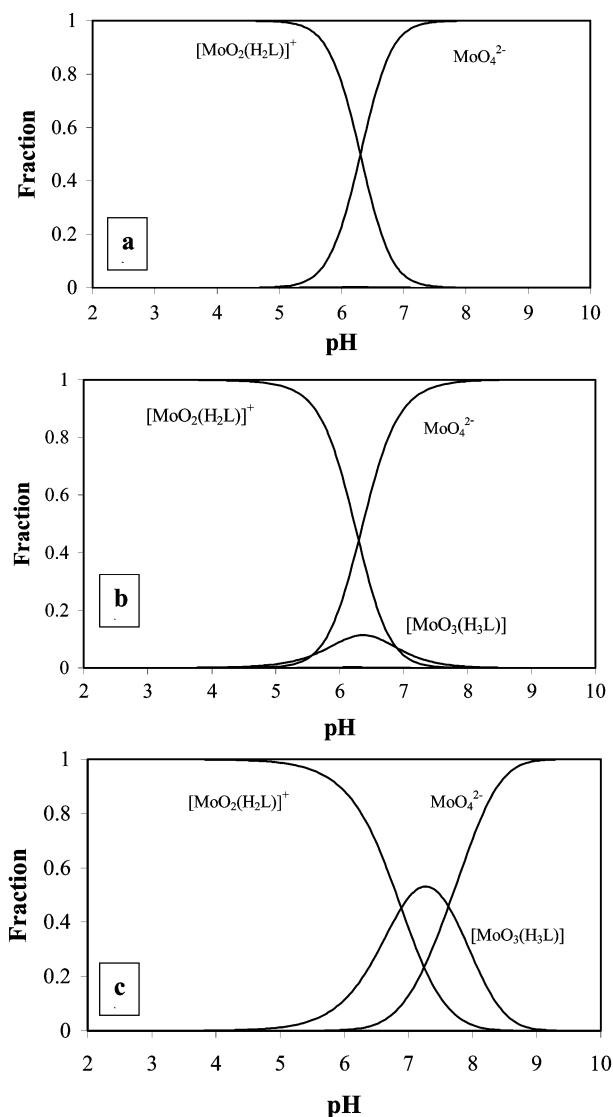 1
[MoO₂(H₂L)]⁺ MoO₄²⁻
0.8
0.6
Fraction
0.4
0.2
a
0
2 3 4 5 6 7 8 9 10
pH
1
[MoO₂(H₂L)]⁺ MoO₄²⁻
0.8
0.6
Fraction
0.4
b
0.2
[MoO₃(H₃L)]
0
2 3 4 5 6 7 8 9 10
pH
1
[MoO₂(H₂L)]⁺ MoO₄²⁻
0.8
0.6
Fraction
0.4
[MoO₃(H₃L)]
0.2
c
0
2 3 4 5 6 7 8 9 10
pH